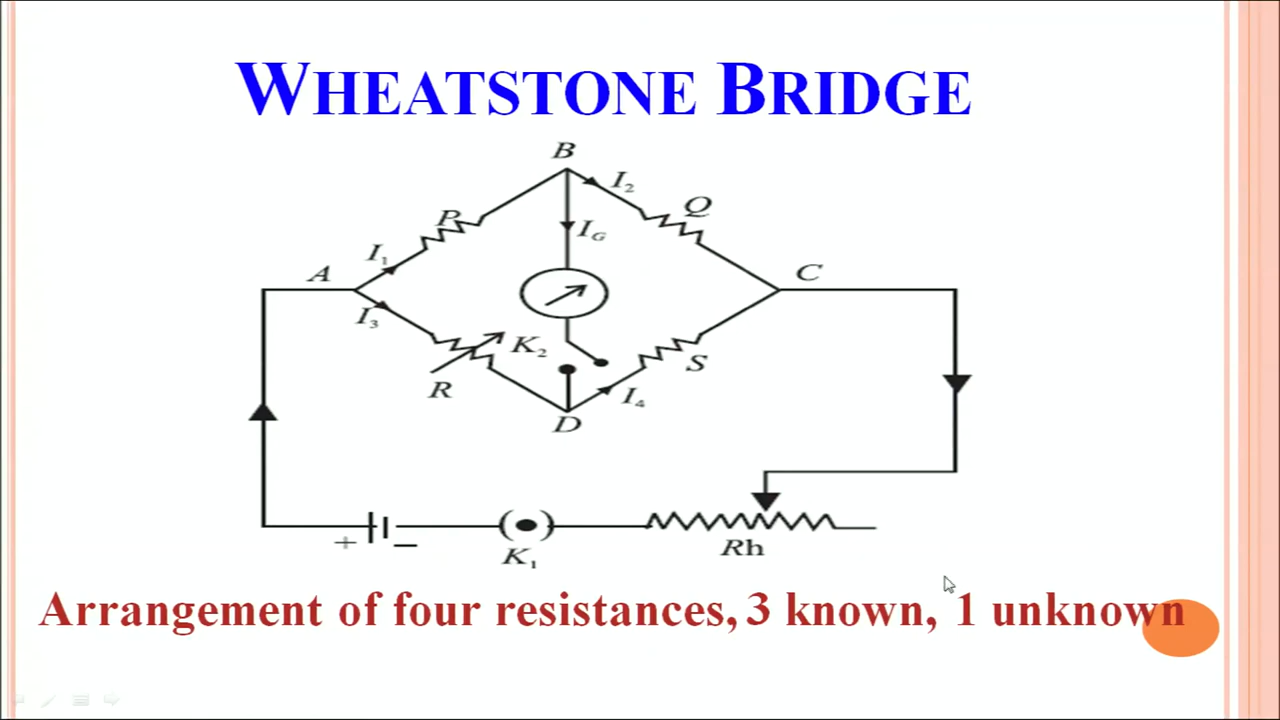 WHEATSTONE BRIDGE
B
I₂
P
Q
I_G
I₁
A
C
I₃
K₂
S
R
I₄
D
+
−
K₁
Rh
Arrangement of four resistances, 3 known, 1 unknown